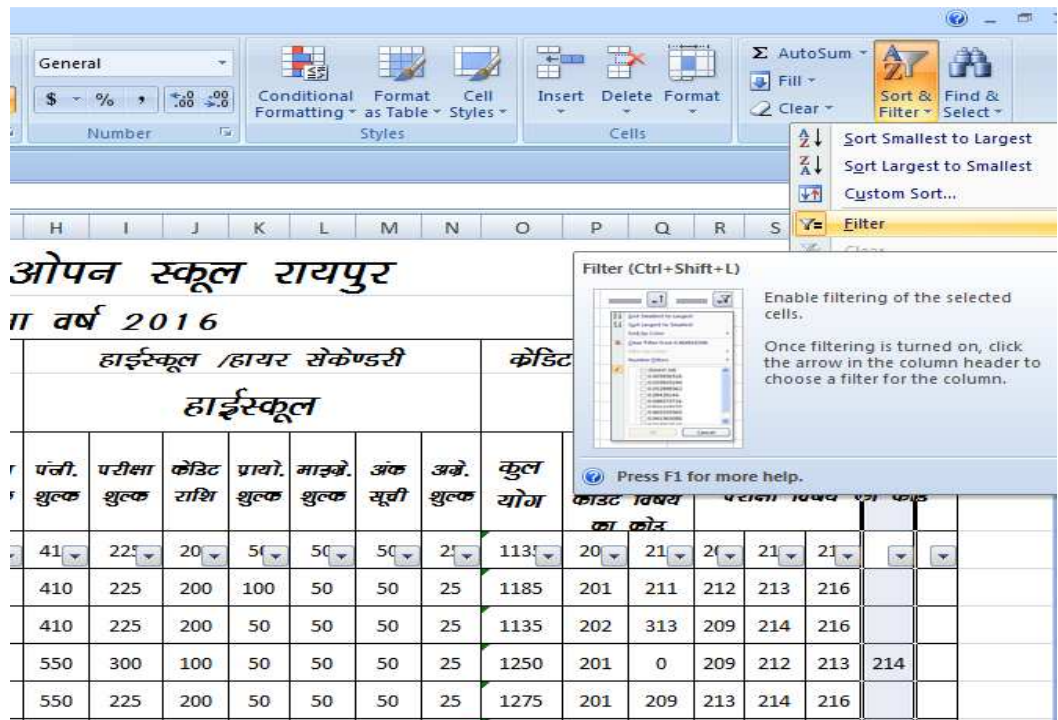 General
$ % , .0 .00 .00 .0
Number
Conditional Formatting
Format as Table
Cell Styles
Styles
Insert Delete Format
Cells
Σ AutoSum
Fill
Clear
Sort & Filter
Find & Select
Sort Smallest to Largest
Sort Largest to Smallest
Custom Sort...
Filter
H I J K L M N O P Q R S
Filter (Ctrl+Shift+L)
Enable filtering of the selected cells.
Once filtering is turned on, click the arrow in the column header to choose a filter for the column.
Press F1 for more help.
ओपन स्कूल रायपुर
वर्ष 2016
हाईस्कूल /हायर सेकेण्डरी
हाईस्कूल
पंजी. शुल्क
परीक्षा शुल्क
केडिट राशि
प्रायो. शुल्क
माइग्रे. शुल्क
अंक सूची
अग्रे. शुल्क
कुल योग
का कोड
410 225 200 100 50 50 25 1185 201 211 212 213 216
410 225 200 50 50 50 25 1135 202 313 209 214 216
550 300 100 50 50 50 25 1250 201 0 209 212 213 214
550 225 200 50 50 50 25 1275 201 209 213 214 216